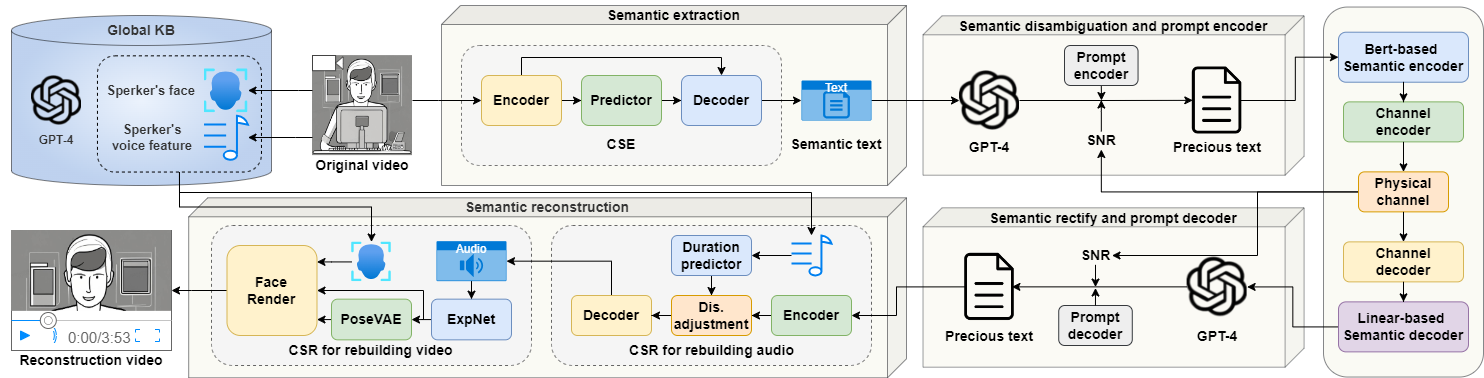 Global KB
GPT-4
Sperker's face
Sperker's
voice feature
Original video
Semantic extraction
Encoder
Predictor
Decoder
CSE
Text
Semantic text
Semantic disambiguation and prompt encoder
GPT-4
Prompt
encoder
SNR
Precious text
Bert-based
Semantic encoder
Channel
encoder
Physical
channel
Channel
decoder
Linear-based
Semantic decoder
Semantic rectify and prompt decoder
Precious text
SNR
Prompt
decoder
GPT-4
Semantic reconstruction
Face
Render
Audio
PoseVAE
ExpNet
CSR for rebuilding video
Duration
predictor
Decoder
Dis.
adjustment
Encoder
CSR for rebuilding audio
0:00/3:53
Reconstruction video